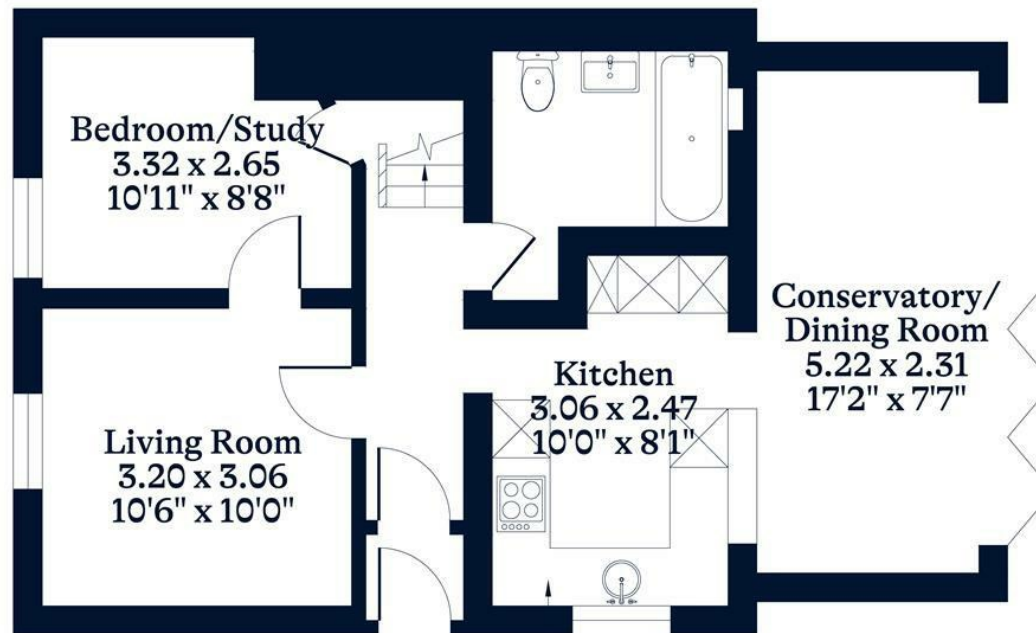 Bedroom/Study
3.32 x 2.65
10'11" x 8'8"
Living Room
3.20 x 3.06
10'6" x 10'0"
Kitchen
3.06 x 2.47
10'0" x 8'1"
Conservatory/
Dining Room
5.22 x 2.31
17'2" x 7'7"